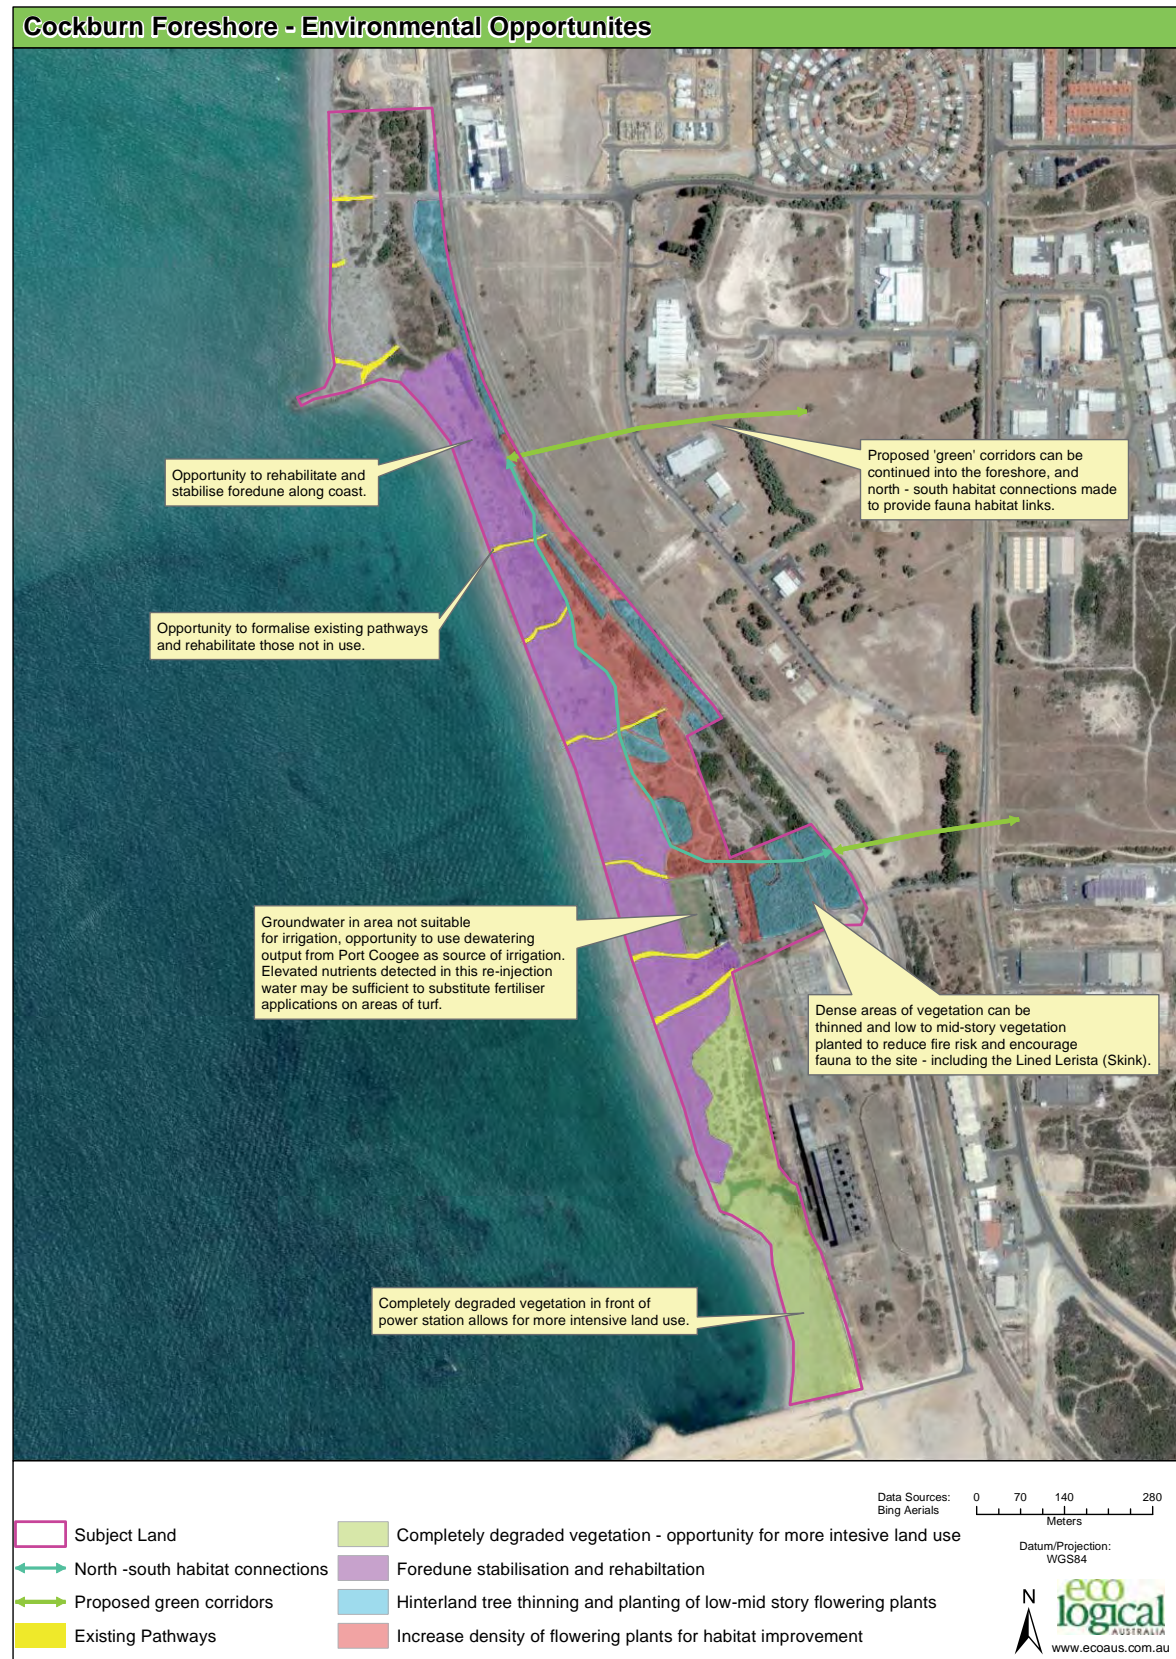 Cockburn Foreshore - Environmental Opportunites
Opportunity to rehabilitate and
stabilise foredune along coast.
Proposed 'green' corridors can be
continued into the foreshore, and
north - south habitat connections made
to provide fauna habitat links.
Opportunity to formalise existing pathways
and rehabilitate those not in use.
Groundwater in area not suitable
for irrigation, opportunity to use dewatering
output from Port Coogee as source of irrigation.
Elevated nutrients detected in this re-injection
water may be sufficient to substitute fertiliser
applications on areas of turf.
Dense areas of vegetation can be
thinned and low to mid-story vegetation
planted to reduce fire risk and encourage
fauna to the site - including the Lined Lerista (Skink).
Completely degraded vegetation in front of
power station allows for more intensive land use.
Subject Land
North -south habitat connections
Proposed green corridors
Existing Pathways
Completely degraded vegetation - opportunity for more intesive land use
Foredune stabilisation and rehabiltation
Hinterland tree thinning and planting of low-mid story flowering plants
Increase density of flowering plants for habitat improvement
Data Sources:
Bing Aerials
0 70 140 280
Meters
Datum/Projection:
WGS84
N
eco
logical
AUSTRALIA
www.ecoaus.com.au